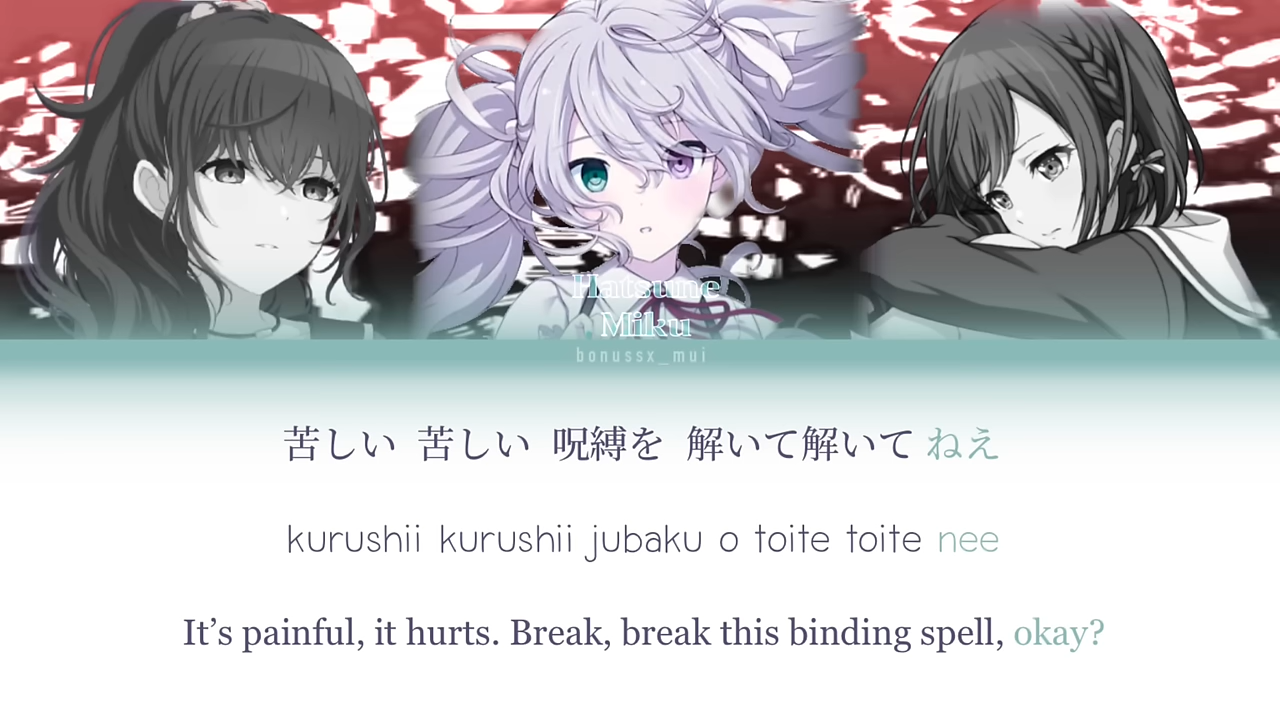 Hatsune
Miku
bonussx_mui
苦しい 苦しい 呪縛を 解いて解いて ねえ
kurushii kurushii jubaku o toite toite nee
It's painful, it hurts. Break, break this binding spell, okay?